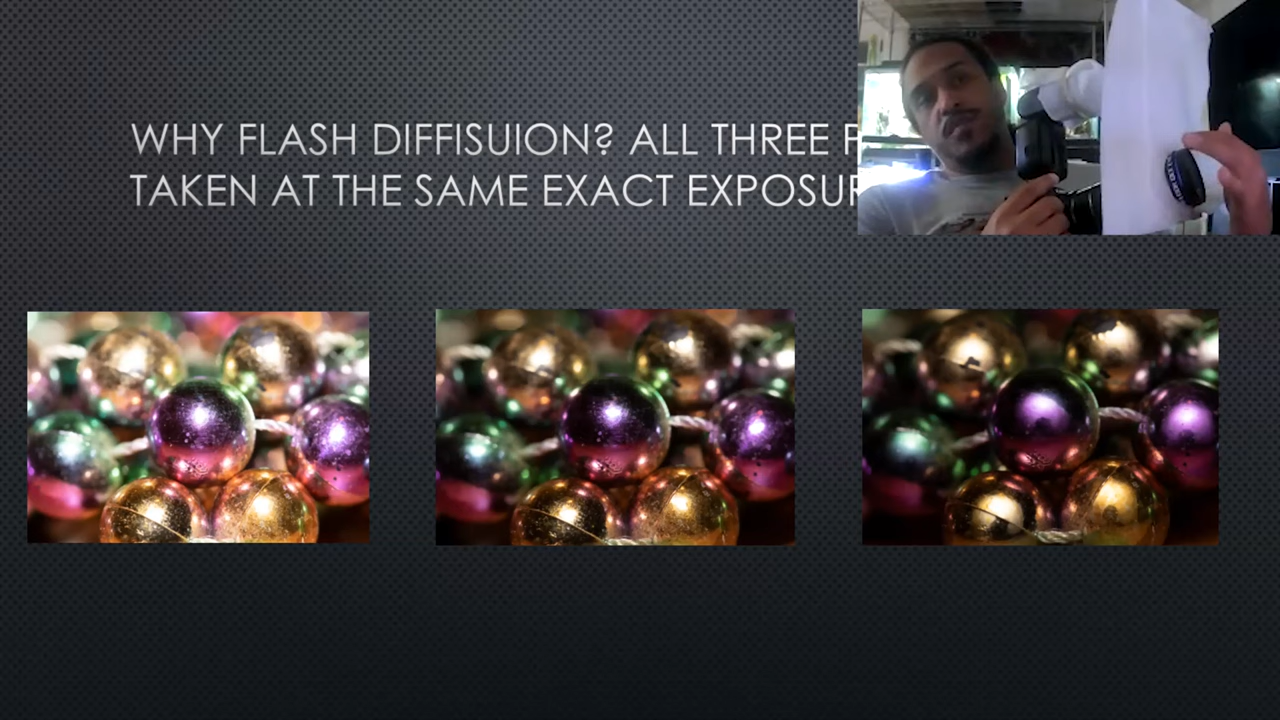 WHY FLASH DIFFISUION? ALL THREE
TAKEN AT THE SAME EXACT